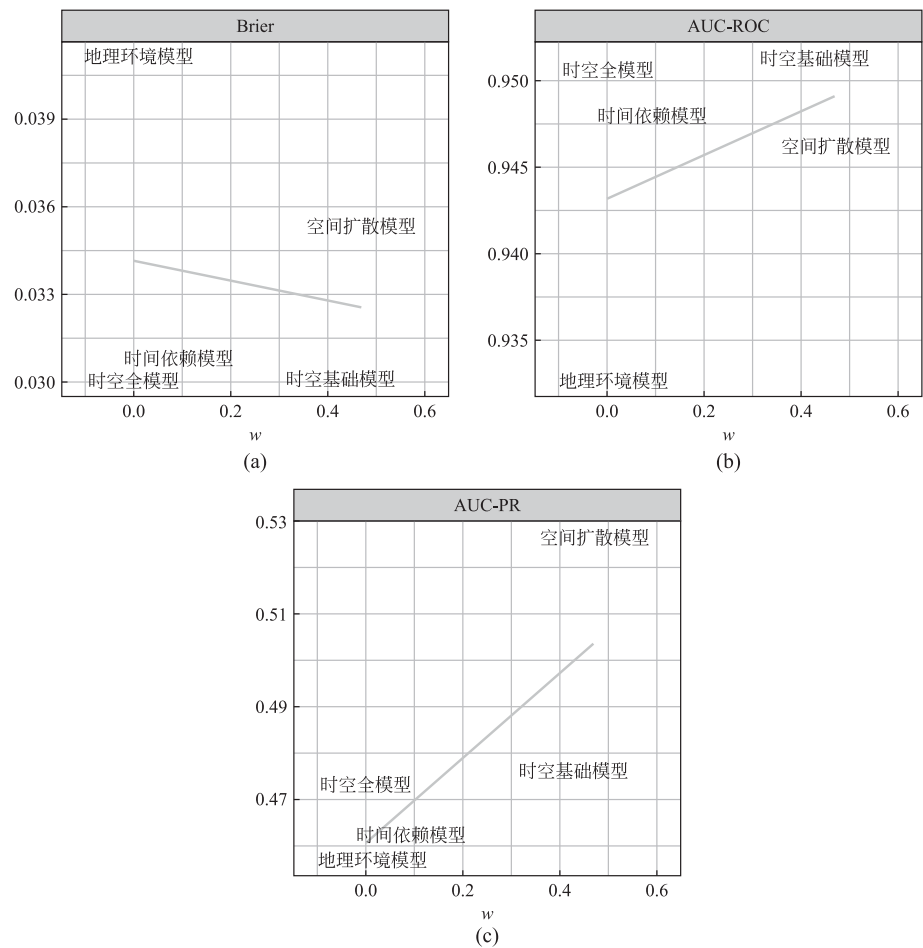 Brier
地理环境模型
0.039
0.036
空间扩散模型
0.033
时间依赖模型
0.030
时空全模型
时空基础模型
0.0 0.2 0.4 0.6
w
(a)
AUC-ROC
时空基础模型
0.950
时空全模型
时间依赖模型
0.945
空间扩散模型
0.940
0.935
地理环境模型
0.0 0.2 0.4 0.6
w
(b)
AUC-PR
0.53
空间扩散模型
0.51
0.49
时空基础模型
时空全模型
0.47
时间依赖模型
地理环境模型
0.0 0.2 0.4 0.6
w
(c)